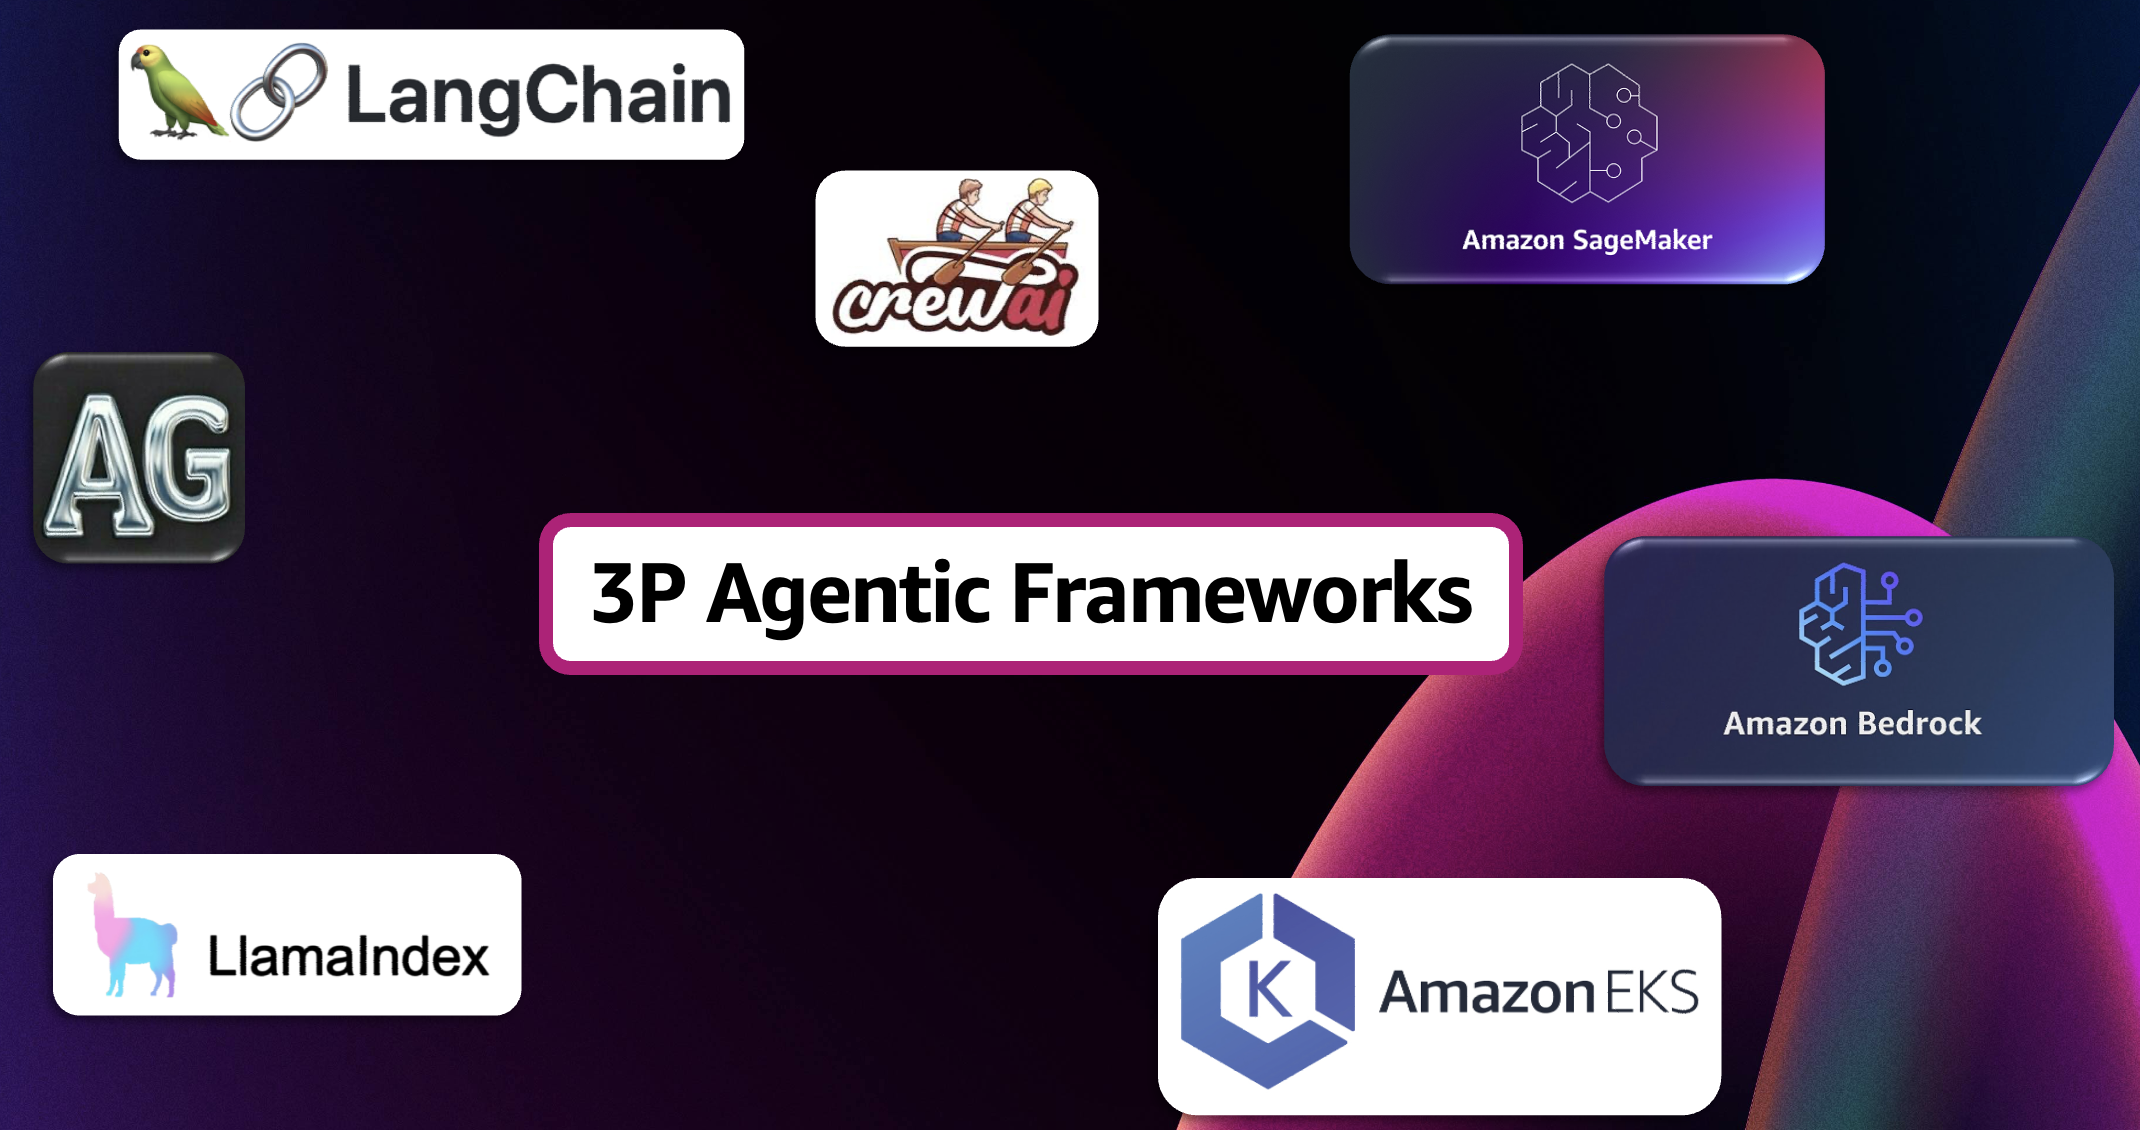 LangChain
crewai
Amazon SageMaker
AG
3P Agentic Frameworks
Amazon Bedrock
LlamaIndex
K
Amazon EKS